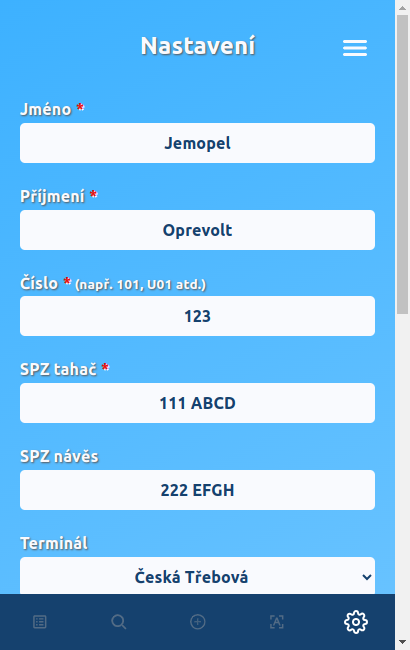 Nastavení
Jméno *
Jemopel
Příjmení *
Oprevolt
Číslo * (např. 101, U01 atd.)
123
SPZ tahač *
111 ABCD
SPZ návěs
222 EFGH
Terminál
Česká Třebová
A